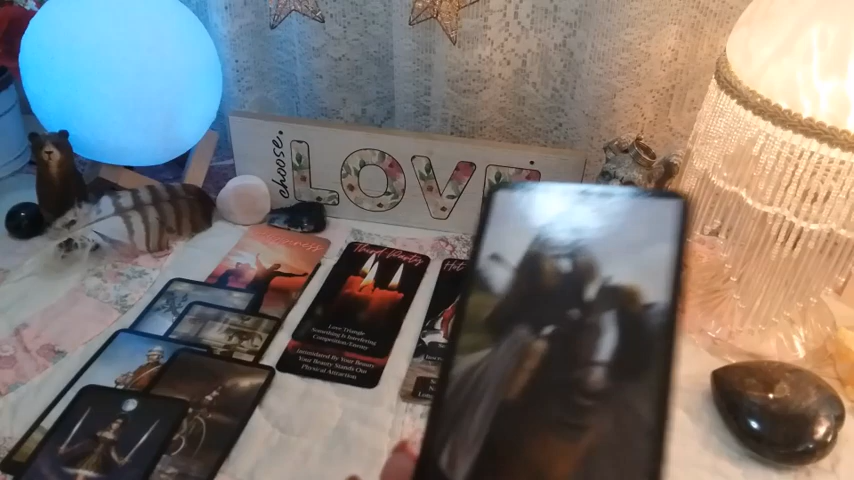 choose.
LOVE
Third Party
Love Triangle
Something Is Interfering
Competition/Enemy
Intimidated By Your Beauty
Your Beauty Stands Out
Physical Attraction